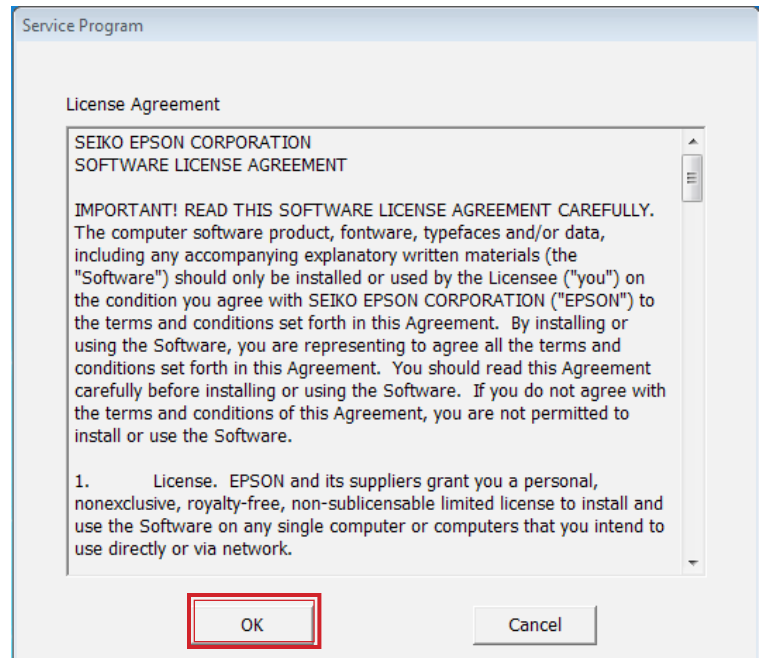 Service Program
License Agreement
SEIKO EPSON CORPORATION
SOFTWARE LICENSE AGREEMENT
IMPORTANT! READ THIS SOFTWARE LICENSE AGREEMENT CAREFULLY.
The computer software product, fontware, typefaces and/or data,
including any accompanying explanatory written materials (the
"Software") should only be installed or used by the Licensee ("you") on
the condition you agree with SEIKO EPSON CORPORATION ("EPSON") to
the terms and conditions set forth in this Agreement.  By installing or
using the Software, you are representing to agree all the terms and
conditions set forth in this Agreement.  You should read this Agreement
carefully before installing or using the Software.  If you do not agree with
the terms and conditions of this Agreement, you are not permitted to
install or use the Software.
1.        License.  EPSON and its suppliers grant you a personal,
nonexclusive, royalty-free, non-sublicensable limited license to install and
use the Software on any single computer or computers that you intend to
use directly or via network.
OK
Cancel